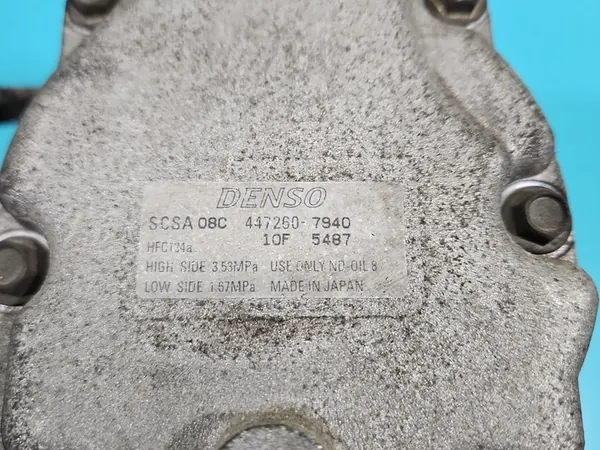 DENSO
SCSA 08C 447260-7940
10F 5487
HFC134a
HIGH SIDE 3.53MPa USE ONLY ND-OIL 8
LOW SIDE 1.67MPa MADE IN JAPAN